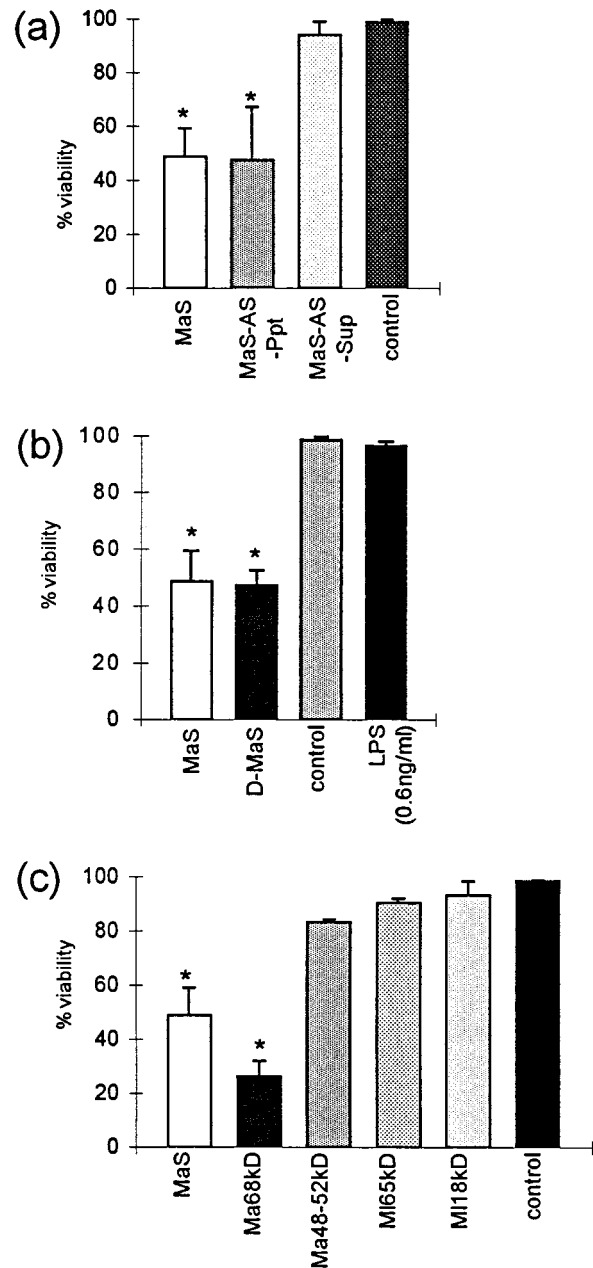 (a)
100
80
60
40
20
0
% viability
*
*
MaS
MaS-AS
-Ppt
MaS-AS
-Sup
control
(b)
100
80
60
40
20
0
% viability
*
*
MaS
D-MaS
control
LPS
(0.6ng/ml)
(c)
100
80
60
40
20
0
% viability
*
*
MaS
Ma68kD
Ma48-52kD
Ml65kD
Ml18kD
control